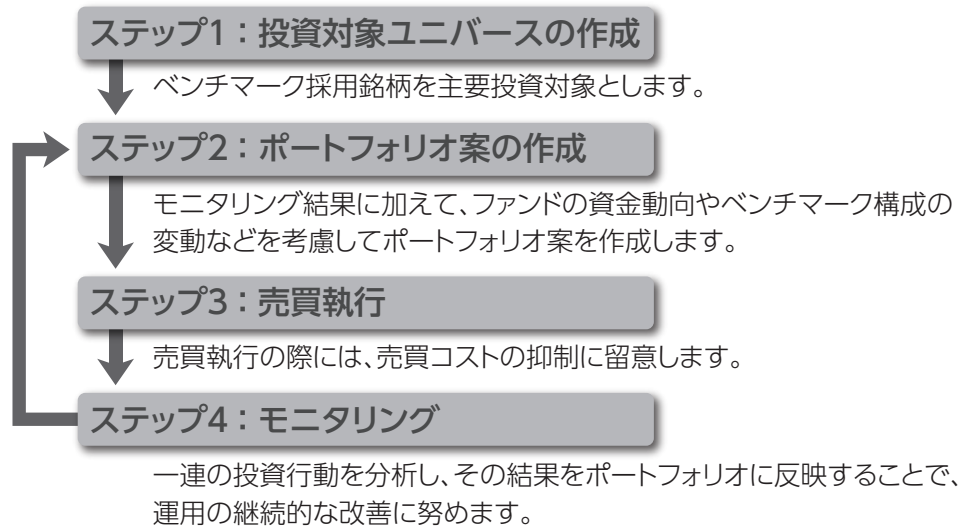 ステップ1：投資対象ユニバースの作成
ベンチマーク採用銘柄を主要投資対象とします。
ステップ2：ポートフォリオ案の作成
モニタリング結果に加えて、ファンドの資金動向やベンチマーク構成の
変動などを考慮してポートフォリオ案を作成します。
ステップ3：売買執行
売買執行の際には、売買コストの抑制に留意します。
ステップ4：モニタリング
一連の投資行動を分析し、その結果をポートフォリオに反映することで、
運用の継続的な改善に努めます。